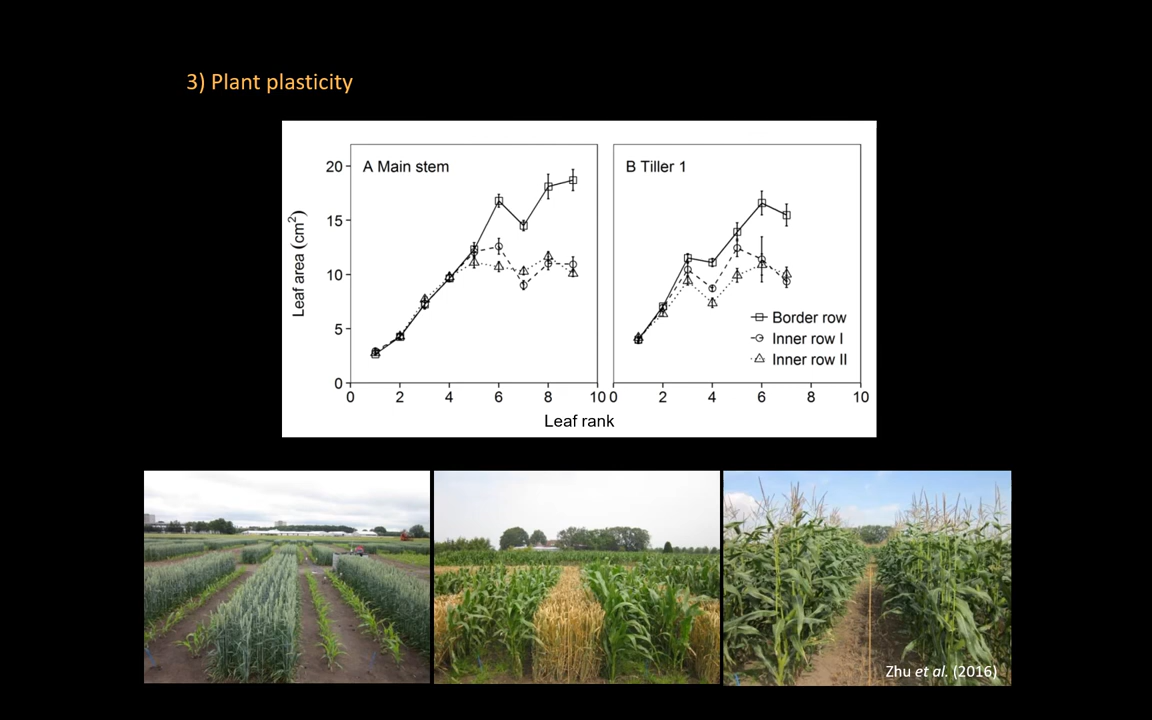 3) Plant plasticity
A Main stem
B Tiller 1
Leaf area (cm2)
20
15
10
5
0
Border row
Inner row I
Inner row II
0 2 4 6 8 10 0 2 4 6 8 10
Leaf rank
Zhu et al. (2016)